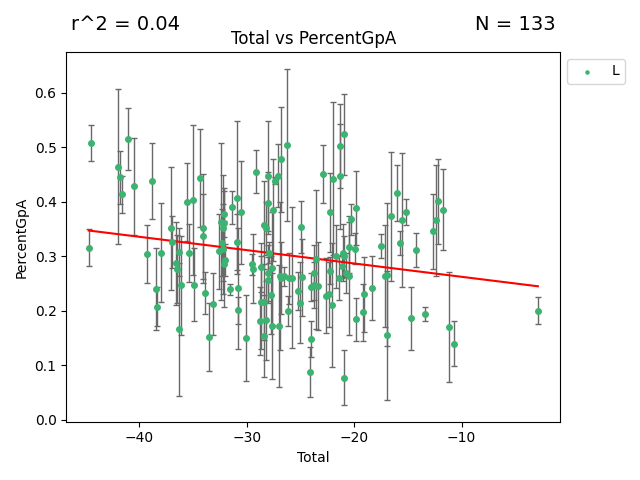 r^2 = 0.04
N = 133
Total vs PercentGpA
L
PercentGpA
0.6
0.5
0.4
0.3
0.2
0.1
0.0
−40
−30
−20
−10
Total